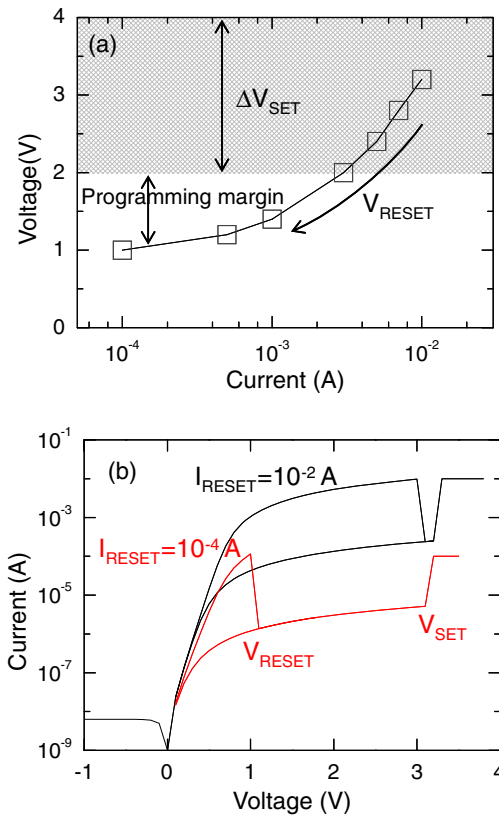 (a)
4
3
2
1
0
Voltage(V)
ΔV_SET
Programming margin
V_RESET
10^-4
10^-3
10^-2
Current (A)
(b)
10^-1
10^-3
10^-5
10^-7
10^-9
Current (A)
I_RESET=10^-2 A
I_RESET=10^-4 A
V_RESET
V_SET
-1
0
1
2
3
4
Voltage (V)